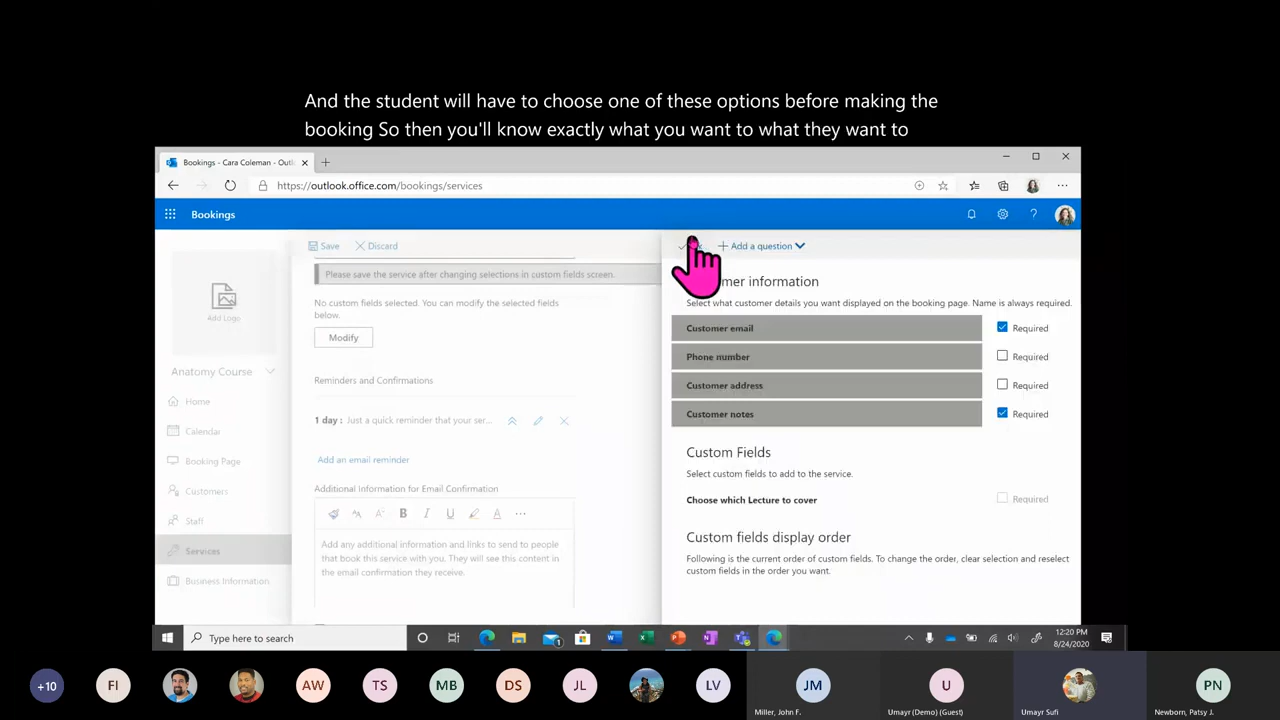 And the student will have to choose one of these options before making the
booking So then you'll know exactly what you want to what they want to
Bookings - Cara Coleman - Outl
https://outlook.office.com/bookings/services
Bookings
Save
Discard
Add a question
Please save the service after changing selections in custom fields screen.
No custom fields selected. You can modify the selected fields
below.
Modify
Reminders and Confirmations
1 day : Just a quick reminder that your ser...
Add an email reminder
Additional Information for Email Confirmation
B I U A
Add any additional information and links to send to people
that book this service with you. They will see this content in
the email confirmation they receive.
Add Logo
Anatomy Course
Home
Calendar
Booking Page
Customers
Staff
Services
Business Information
mer information
Select what customer details you want displayed on the booking page. Name is always required.
Customer email
Required
Phone number
Required
Customer address
Required
Customer notes
Required
Custom Fields
Select custom fields to add to the service.
Choose which Lecture to cover
Required
Custom fields display order
Following is the current order of custom fields. To change the order, clear selection and reselect
custom fields in the order you want.
Type here to search
12:20 PM
8/24/2020
+10
FI
AW
TS
MB
DS
JL
LV
JM
Miller, John F.
U
Umayr (Demo) (Guest)
Umayr Sufi
PN
Newborn, Patsy J.